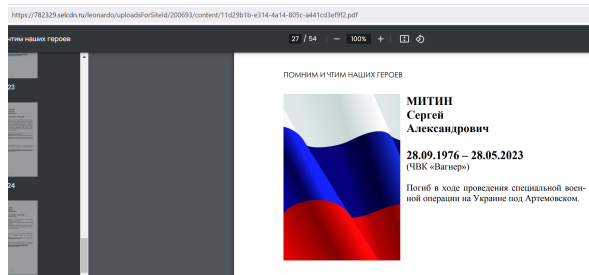 https://782329.selcdn.ru/leonardo/uploadsForSiteId/200693/content/11d29b1b-e314-4a14-805c-a441cd3ef9f2.pdf
чтим наших героев
27 / 54
100%
23
24
ПОМНИМ И ЧТИМ НАШИХ ГЕРОЕВ
МИТИН
Сергей
Александрович
28.09.1976 – 28.05.2023
(ЧВК «Вагнер»)
Погиб в ходе проведения специальной воен-
ной операции на Украине под Артемовском.